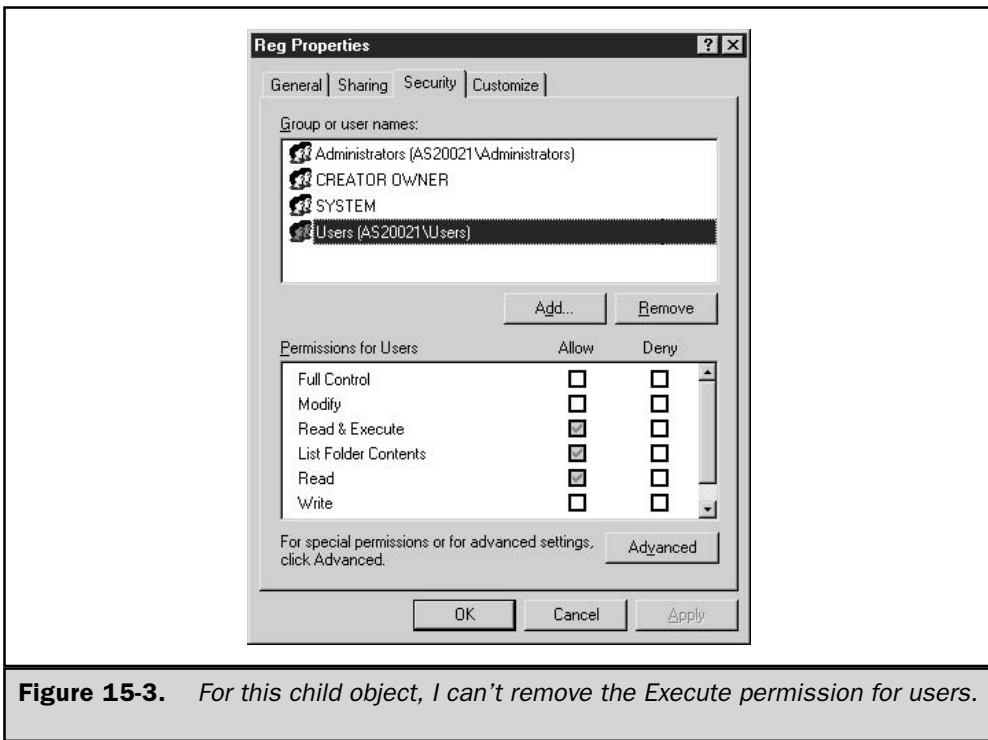 Reg Properties
General Sharing Security Customize
Group or user names:
Administrators (AS20021\Administrators)
CREATOR OWNER
SYSTEM
Users (AS20021\Users)
Add... Remove
Permissions for Users Allow Deny
Full Control
Modify
Read & Execute
List Folder Contents
Read
Write
For special permissions or for advanced settings,
click Advanced.
Advanced
OK Cancel Apply
Figure 15-3. For this child object, I can't remove the Execute permission for users.